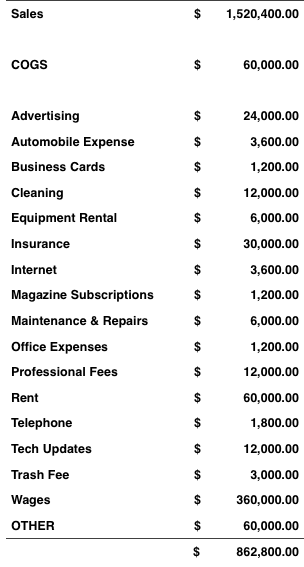 Sales $ 1,520,400.00
COGS $ 60,000.00
Advertising $ 24,000.00
Automobile Expense $ 3,600.00
Business Cards $ 1,200.00
Cleaning $ 12,000.00
Equipment Rental $ 6,000.00
Insurance $ 30,000.00
Internet $ 3,600.00
Magazine Subscriptions $ 1,200.00
Maintenance & Repairs $ 6,000.00
Office Expenses $ 1,200.00
Professional Fees $ 12,000.00
Rent $ 60,000.00
Telephone $ 1,800.00
Tech Updates $ 12,000.00
Trash Fee $ 3,000.00
Wages $ 360,000.00
OTHER $ 60,000.00
$ 862,800.00